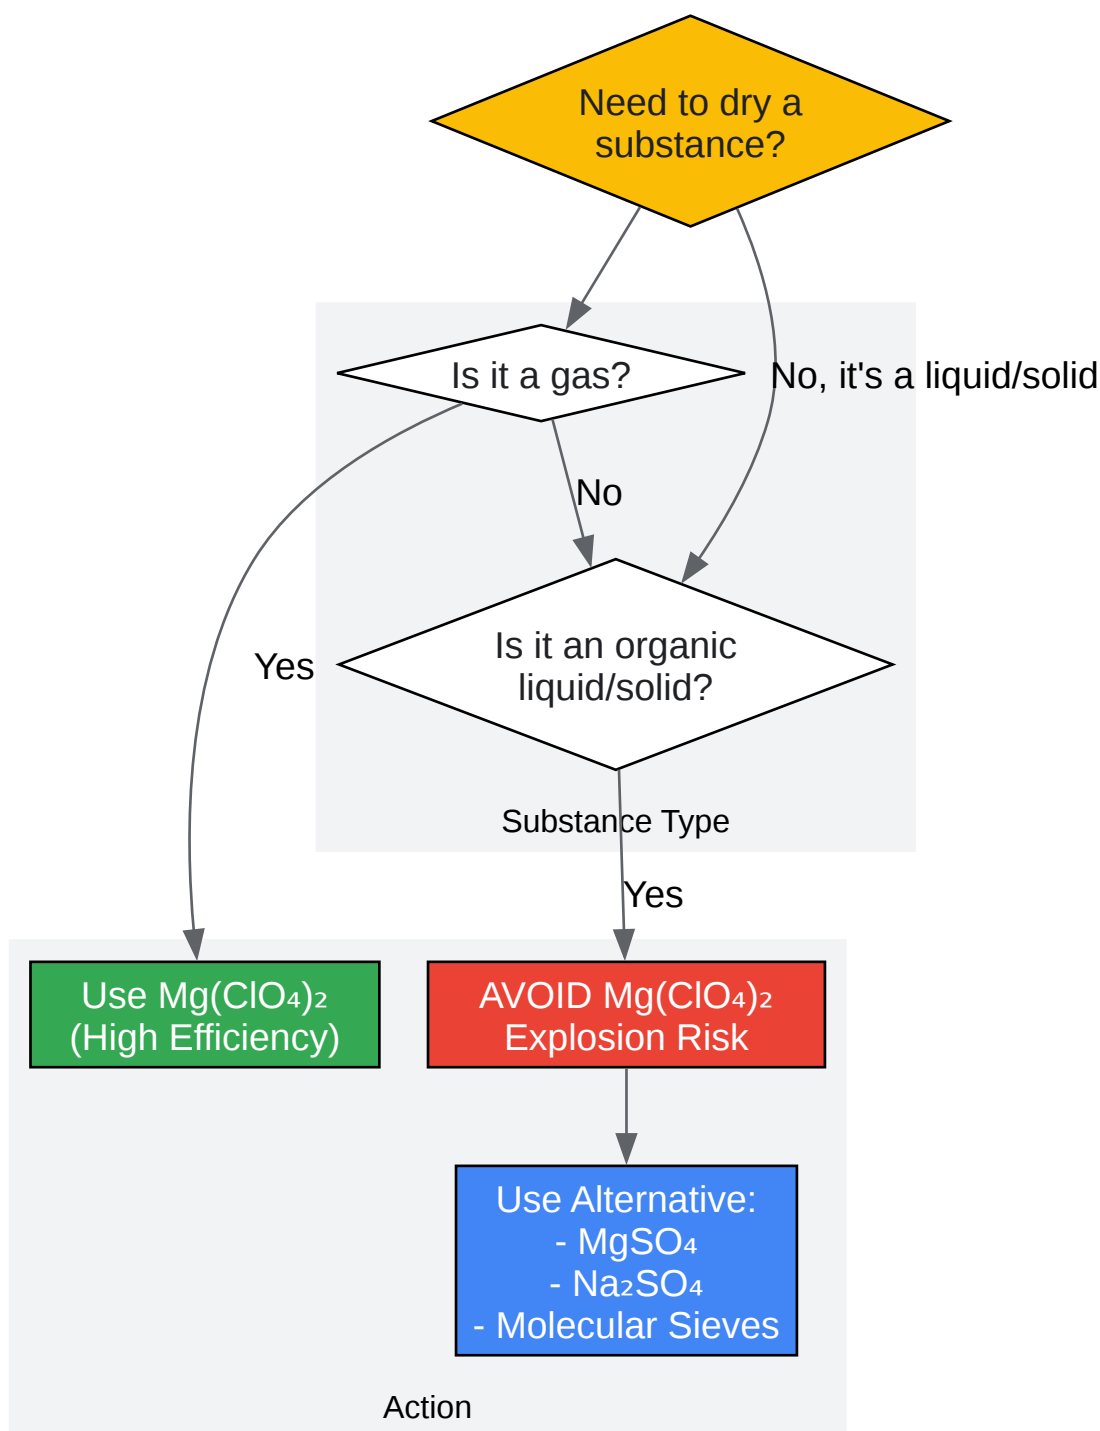 Need to dry a
substance?
Is it a gas?
No, it's a liquid/solid
No
Is it an organic
liquid/solid?
Yes
Substance Type
Yes
Use Mg(ClO₄)₂
(High Efficiency)
AVOID Mg(ClO₄)₂
Explosion Risk
Use Alternative:
- MgSO₄
- Na₂SO₄
- Molecular Sieves
Action